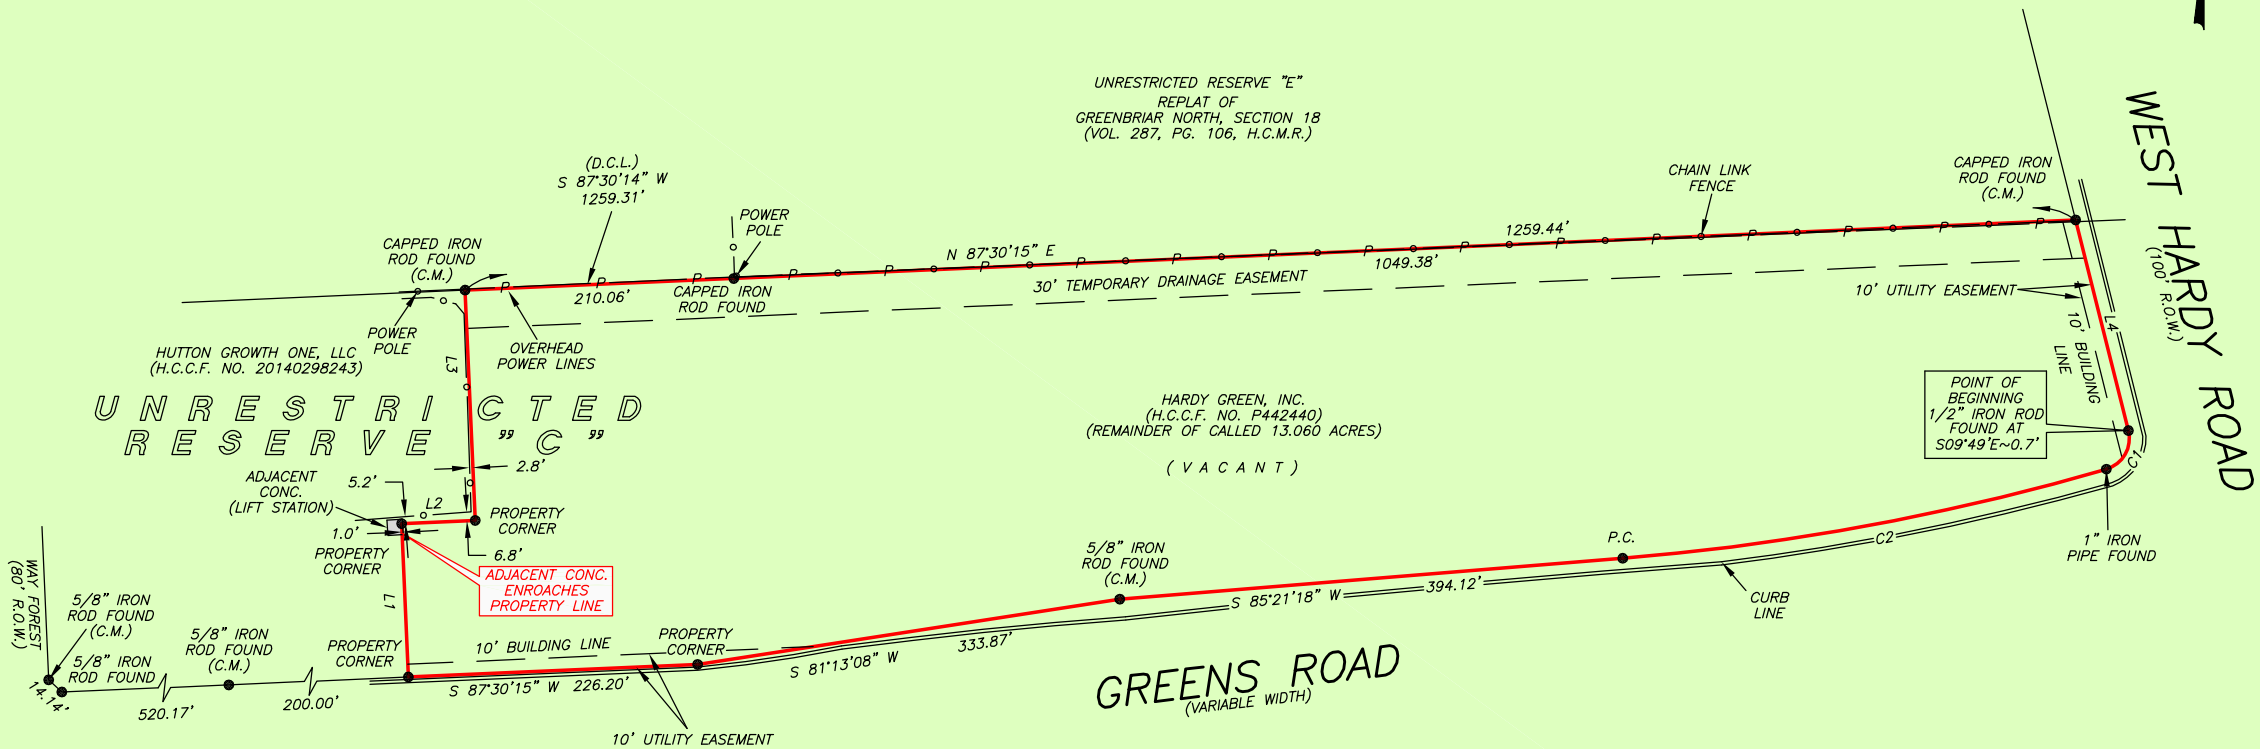 UNRESTRICTED RESERVE "E"
REPLAT OF
GREENBRIAR NORTH, SECTION 18
(VOL. 287, PG. 106, H.C.M.R.)
WEST HARDY ROAD
(100' R.O.W.)
(D.C.L.)
S 87°30'14" W
1259.31'
CHAIN LINK
FENCE
CAPPED IRON
ROD FOUND
(C.M.)
POWER
POLE
CAPPED IRON
ROD FOUND
(C.M.)
N 87°30'15" E
1259.44'
1049.38'
30' TEMPORARY DRAINAGE EASEMENT
210.06'
CAPPED IRON
ROD FOUND
10' UTILITY EASEMENT
L4
10' BUILDING
LINE
POWER
POLE
OVERHEAD
POWER LINES
L3
HUTTON GROWTH ONE, LLC
(H.C.C.F. NO. 20140298243)
UNRESTRICTED
RESERVE "C"
HARDY GREEN, INC.
(H.C.C.F. NO. P442440)
(REMAINDER OF CALLED 13.060 ACRES)
(VACANT)
POINT OF
BEGINNING
1/2" IRON ROD
FOUND AT
S09°49'E~0.7'
C1
2.8'
ADJACENT
CONC.
(LIFT STATION)
5.2'
L2
PROPERTY
CORNER
1.0'
6.8'
PROPERTY
CORNER
ADJACENT CONC.
ENROACHES
PROPERTY LINE
L1
5/8" IRON
ROD FOUND
(C.M.)
P.C.
C2
1" IRON
PIPE FOUND
394.12'
S 85°21'18" W
CURB
LINE
WAY FOREST
(80' R.O.W.)
5/8" IRON
ROD FOUND
(C.M.)
5/8" IRON
ROD FOUND
5/8" IRON
ROD FOUND
(C.M.)
PROPERTY
CORNER
10' BUILDING LINE
PROPERTY
CORNER
333.87'
S 81°13'08" W
S 87°30'15" W 226.20'
14.14'
520.17'
200.00'
GREENS ROAD
(VARIABLE WIDTH)
10' UTILITY EASEMENT
P P P P P P P P P P P P P P P P P